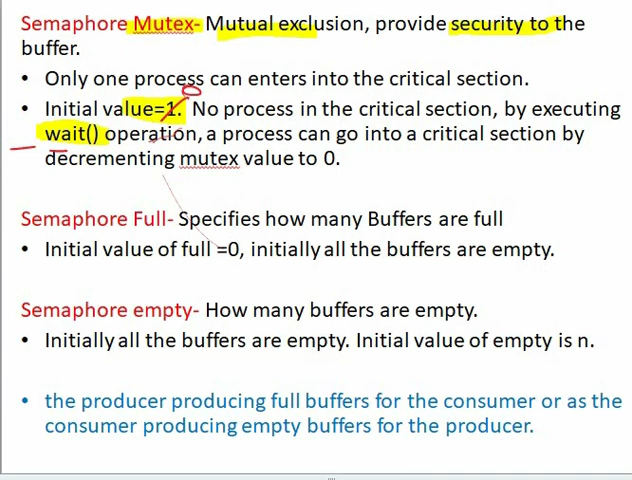 Semaphore Mutex- Mutual exclusion, provide security to the
buffer.
• Only one process can enters into the critical section.
0
• Initial value=1. No process in the critical section, by executing
wait() operation, a process can go into a critical section by
decrementing mutex value to 0.
Semaphore Full- Specifies how many Buffers are full
• Initial value of full =0, initially all the buffers are empty.
Semaphore empty- How many buffers are empty.
• Initially all the buffers are empty. Initial value of empty is n.
• the producer producing full buffers for the consumer or as the
consumer producing empty buffers for the producer.